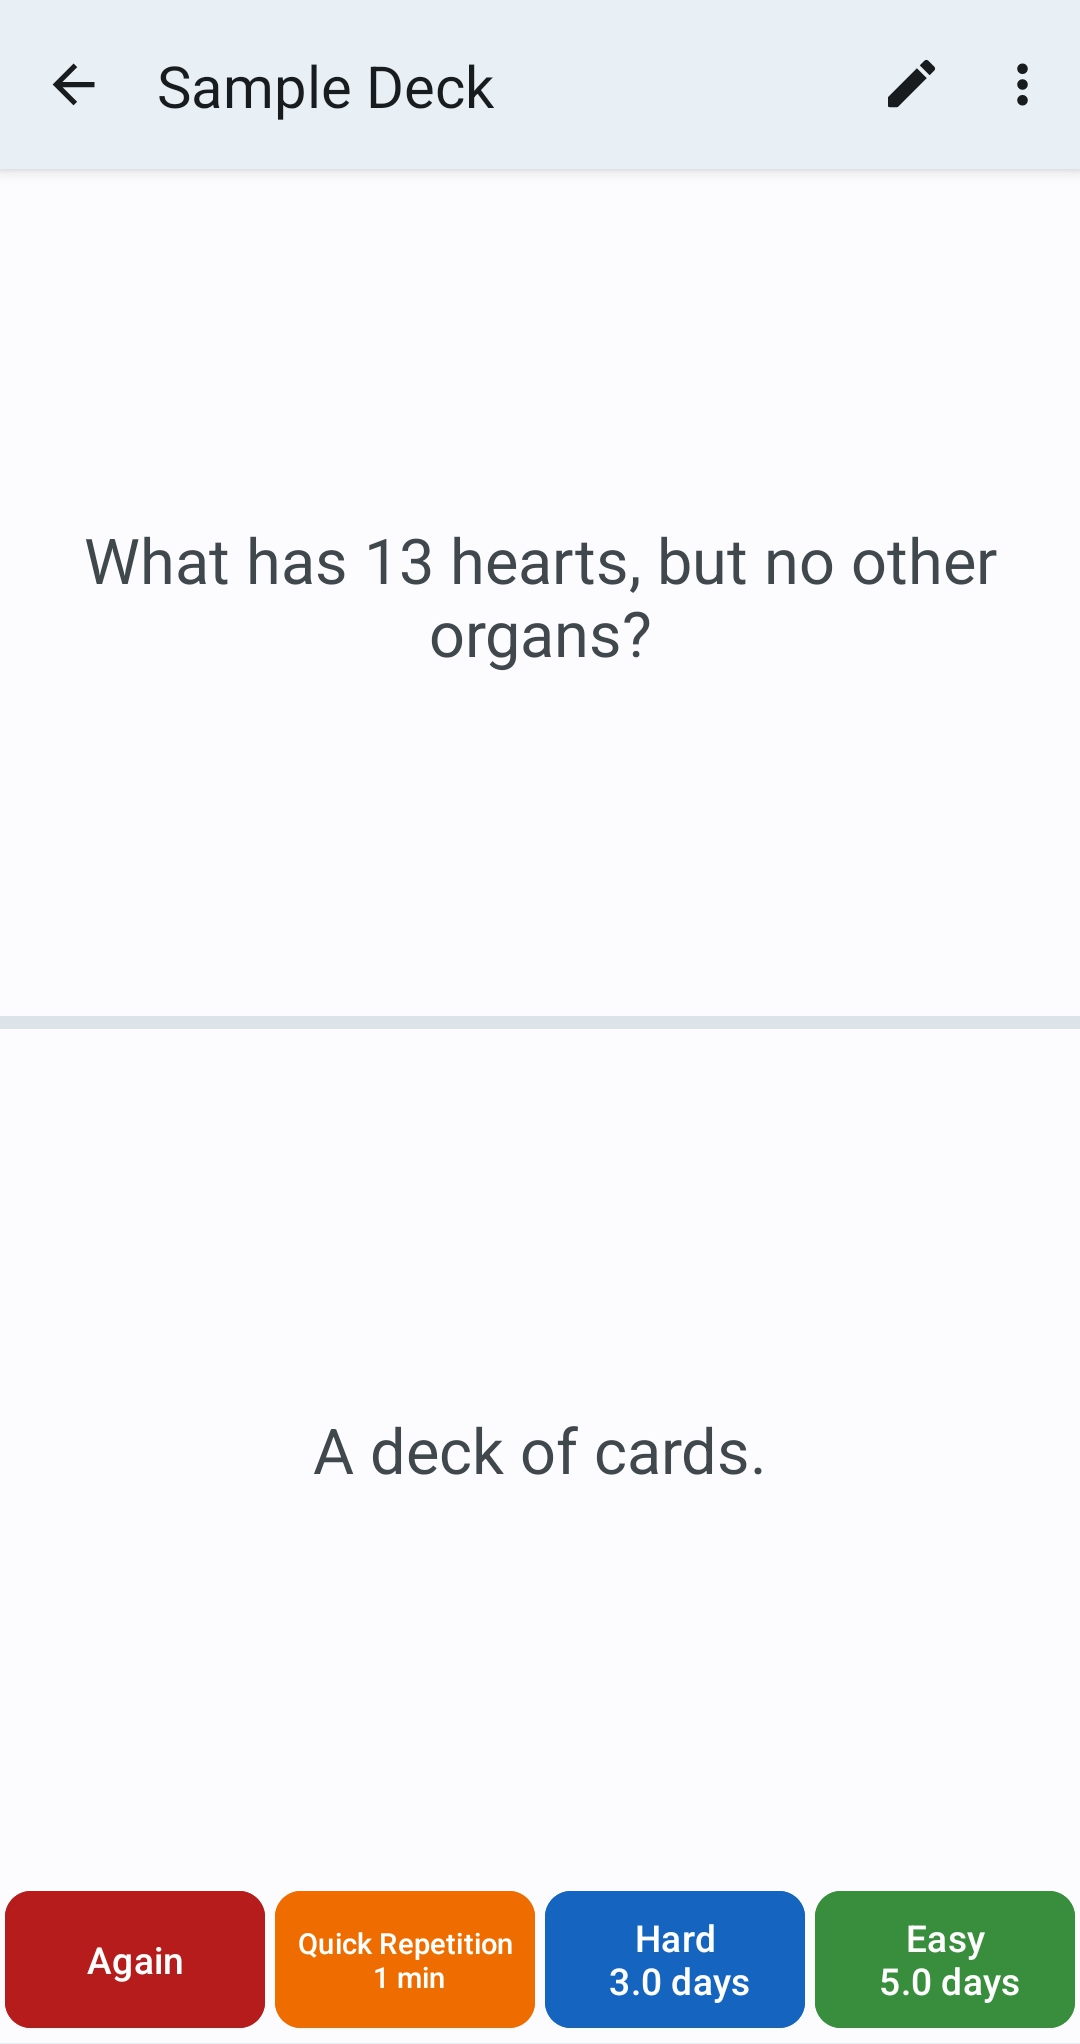 Sample Deck
What has 13 hearts, but no other
organs?
A deck of cards.
Again
Quick Repetition
1 min
Hard
3.0 days
Easy
5.0 days